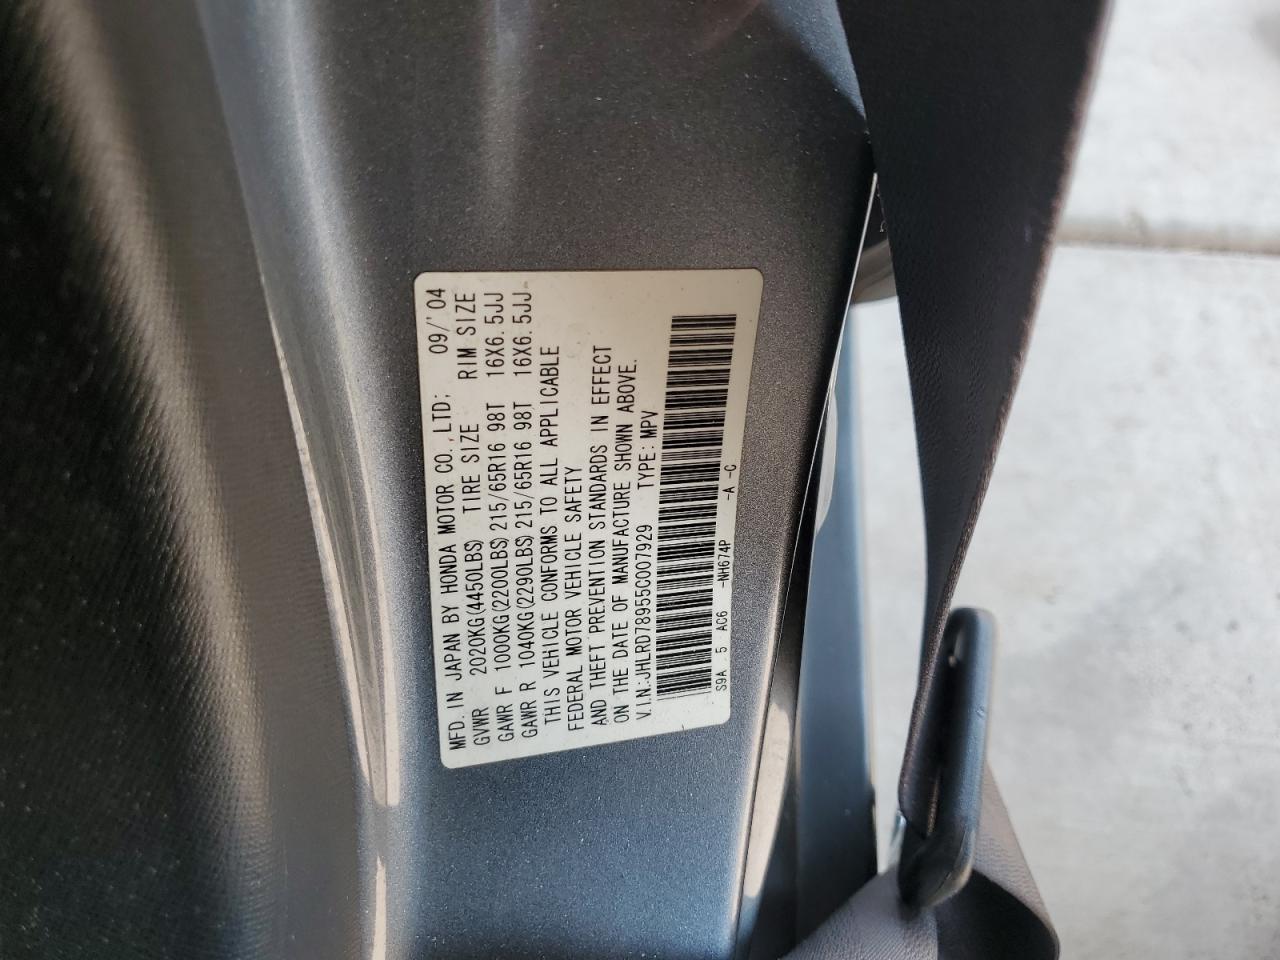 MFD. IN JAPAN BY HONDA MOTOR CO., LTD; 09/'04
GVWR 2020KG(4450LBS) TIRE SIZE RIM SIZE
GAWR F 1000KG(2200LBS) 215/65R16 98T 16X6.5JJ
GAWR R 1040KG(2290LBS) 215/65R16 98T 16X6.5JJ
THIS VEHICLE CONFORMS TO ALL APPLICABLE
FEDERAL MOTOR VEHICLE SAFETY
AND THEFT PREVENTION STANDARDS IN EFFECT
ON THE DATE OF MANUFACTURE SHOWN ABOVE.
V.I.N:JHLRD78955C007929 TYPE:MPV
S9A 5 AC6 -NH674P -A -C